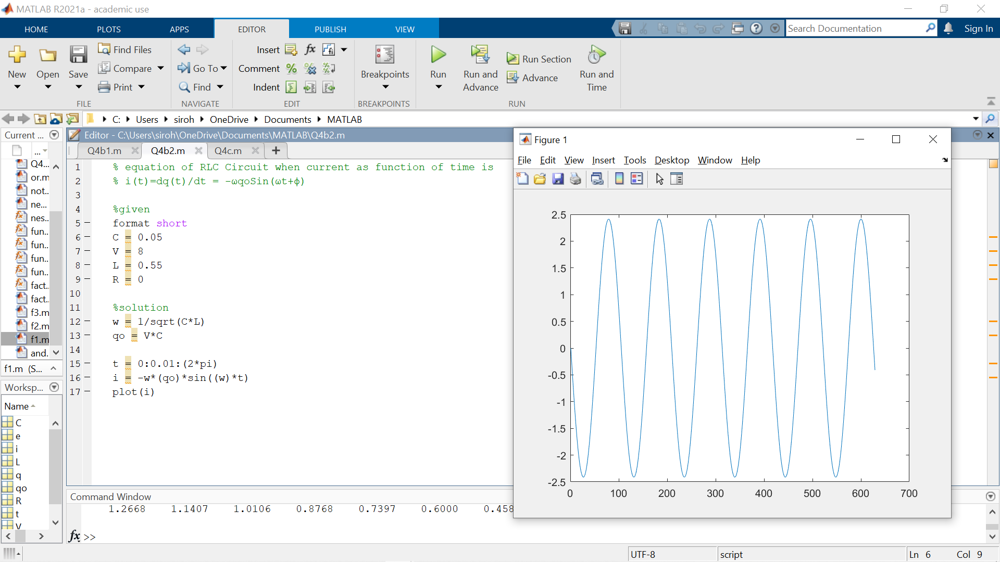 MATLAB R2021a - academic use
HOME PLOTS APPS EDITOR PUBLISH VIEW
Search Documentation
Sign In
New Open Save
Find Files
Compare
Print
FILE
Go To
Find
NAVIGATE
Insert fx fi
Comment
Indent
EDIT
Breakpoints
BREAKPOINTS
Run
Run and Advance
Run Section
Advance
Run and Time
RUN
C: Users siroh OneDrive Documents MATLAB
Current ...
...
Q4...
or.m
not..
ne...
nes..
fun..
fun..
fun..
fun..
fact..
fact..
f3.m
f2.m
f1.m
and.
f1.m (S...
Worksp...
Name
C
e
i
L
q
qo
R
t
V
Editor - C:\Users\siroh\OneDrive\Documents\MATLAB\Q4b2.m
Q4b1.m Q4b2.m Q4c.m +
1 % equation of RLC Circuit when current as function of time is
2 % i(t)=dq(t)/dt = -ωqoSin(ωt+ϕ)
3
4 %given
5 – format short
6 – C = 0.05
7 – V = 8
8 – L = 0.55
9 – R = 0
10
11 %solution
12 – w = 1/sqrt(C*L)
13 – qo = V*C
14
15 – t = 0:0.01:(2*pi)
16 – i = -w*(qo)*sin((w)*t)
17 – plot(i)
Command Window
1.2668 1.1407 1.0106 0.8768 0.7397 0.6000 0.458
fx >>
Figure 1
File Edit View Insert Tools Desktop Window Help
2.5
2
1.5
1
0.5
0
-0.5
-1
-1.5
-2
-2.5
0 100 200 300 400 500 600 700
UTF-8 script Ln 6 Col 9